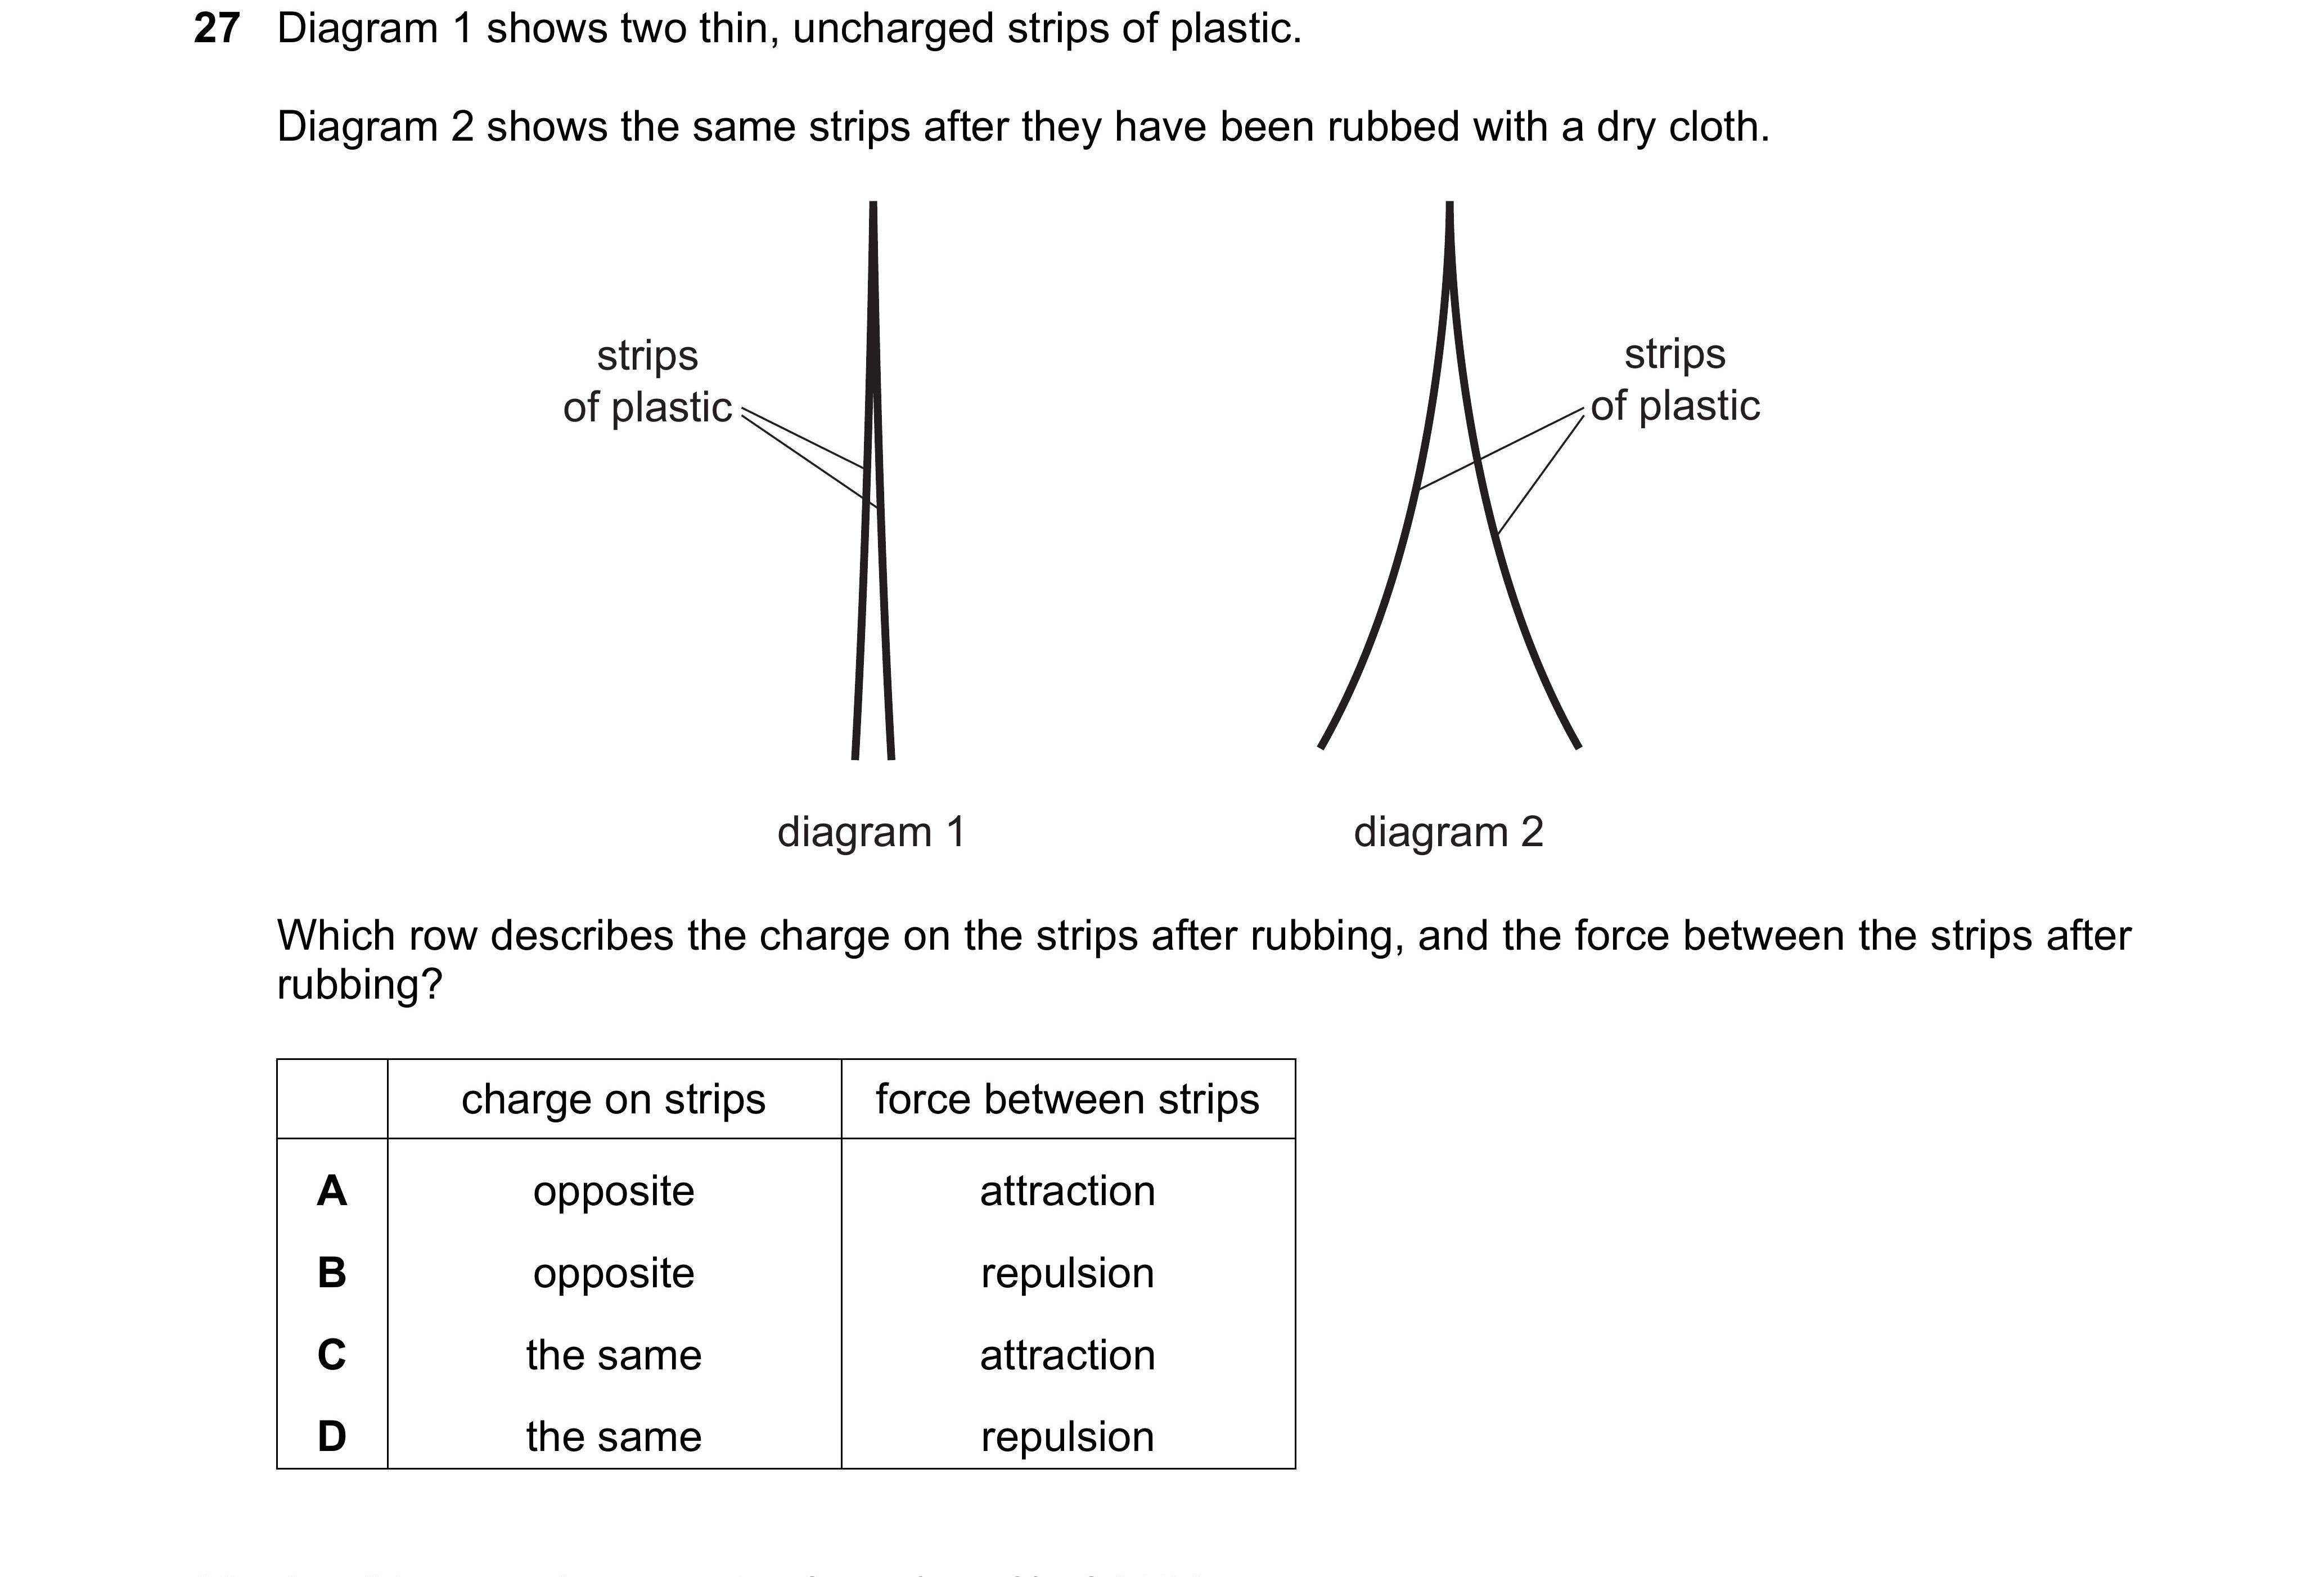 27 Diagram 1 shows two thin, uncharged strips of plastic.
Diagram 2 shows the same strips after they have been rubbed with a dry cloth.
strips
of plastic
strips
of plastic
diagram 1
diagram 2
Which row describes the charge on the strips after rubbing, and the force between the strips after
rubbing?
charge on strips force between strips
A opposite attraction
B opposite repulsion
C the same attraction
D the same repulsion